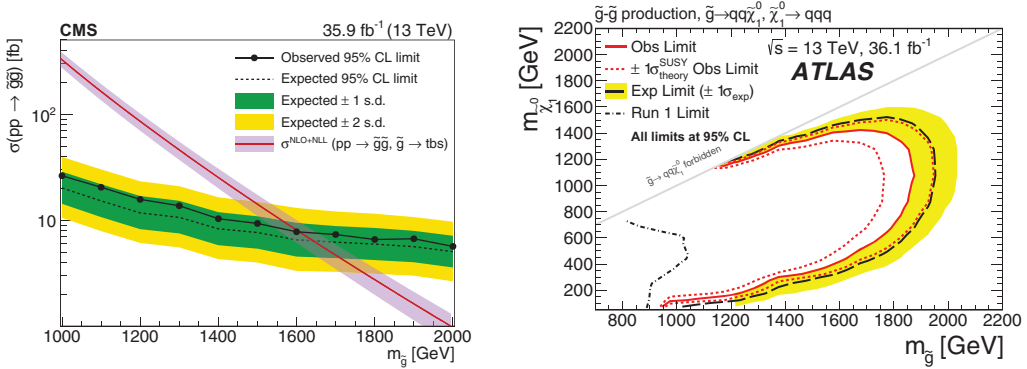 CMS 35.9 fb⁻¹ (13 TeV)
σ(pp → g̃g̃) [fb]
Observed 95% CL limit
Expected 95% CL limit
Expected ± 1 s.d.
Expected ± 2 s.d.
σ^NLO+NLL (pp → g̃g̃, g̃ → tbs)
10²
10
1000 1200 1400 1600 1800 2000
m_g̃ [GeV]
g̃-g̃ production, g̃→qqχ̃₁⁰, χ̃₁⁰→ qqq
m_χ̃₁⁰ [GeV]
Obs Limit
± 1σ^SUSY_theory Obs Limit
Exp Limit (± 1σ_exp)
Run 1 Limit
All limits at 95% CL
√s = 13 TeV, 36.1 fb⁻¹
ATLAS
g̃→ qqχ̃₁⁰ forbidden
2200
2000
1800
1600
1400
1200
1000
800
600
400
200
800 1000 1200 1400 1600 1800 2000 2200
m_g̃ [GeV]